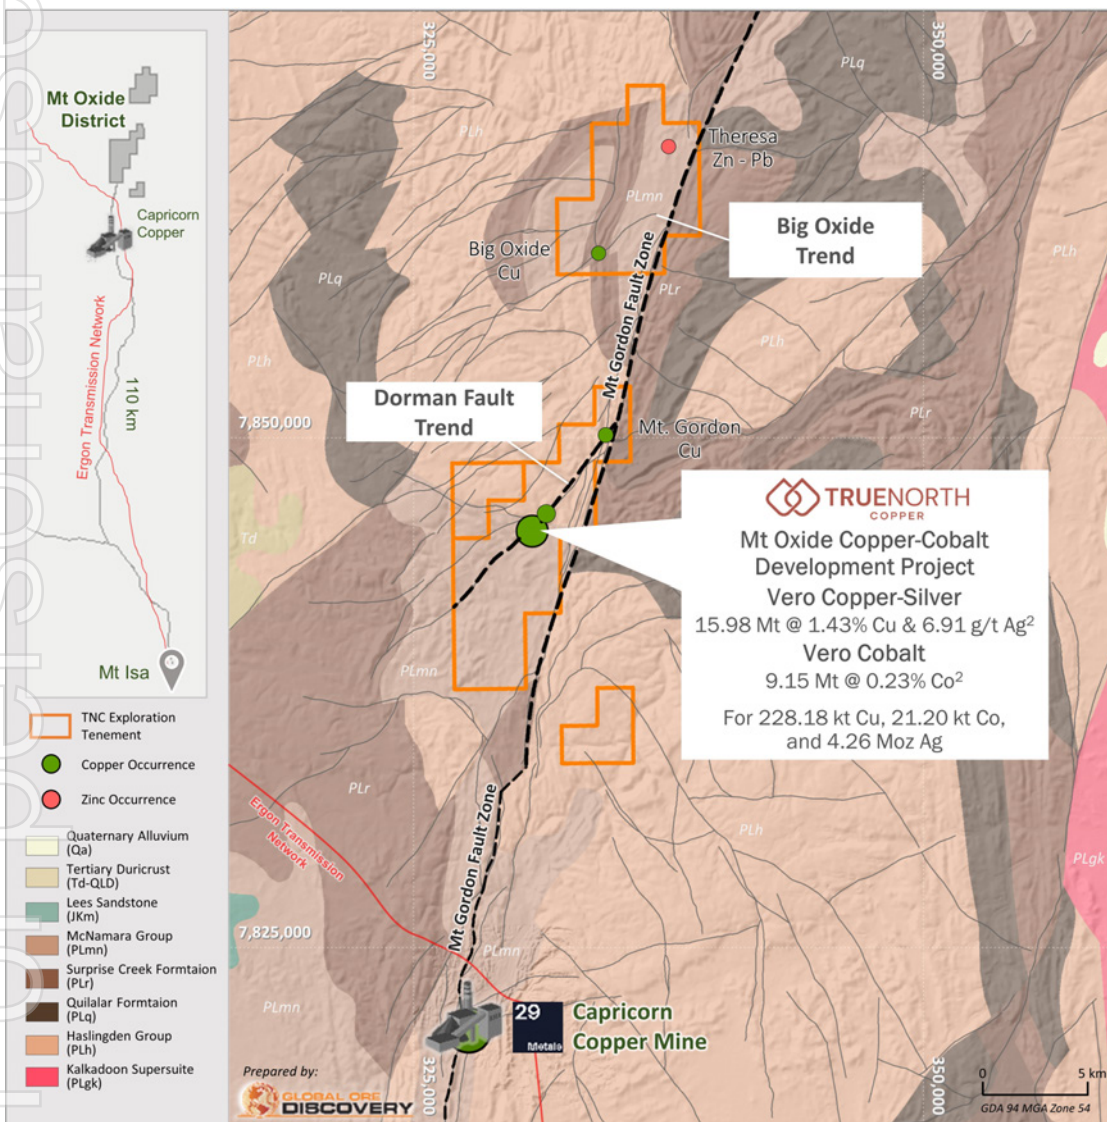 For personal use
Mt Oxide
District
Capricorn
Copper
Ergon Transmission Network
110 km
Mt Isa
TNC Exploration
Tenement
Copper Occurrence
Zinc Occurrence
Quaternary Alluvium
(Qa)
Tertiary Duricrust
(Td-QLD)
Lees Sandstone
(JKm)
McNamara Group
(PLmn)
Surprise Creek Formtaion
(PLr)
Quilalar Formtaion
(PLq)
Haslingden Group
(PLh)
Kalkadoon Supersuite
(PLgk)
325,000
350,000
PLq
PLh
Theresa
Zn - Pb
PLmn
Big Oxide
Trend
Big Oxide
Cu
PLh
PLq
PLr
Mt Gordon Fault Zone
PLh
PLh
Dorman Fault
Trend
PLr
7,850,000
Mt. Gordon
Cu
TRUENORTH
COPPER
Mt Oxide Copper-Cobalt
Development Project
Vero Copper-Silver
15.98 Mt @ 1.43% Cu & 6.91 g/t Ag²
Vero Cobalt
9.15 Mt @ 0.23% Co²
For 228.18 kt Cu, 21.20 kt Co,
and 4.26 Moz Ag
Td
PLmn
PLr
PLh
PLgk
Ergon Transmission
Network
Mt Gordon Fault Zone
7,825,000
PLmn
PLmn
29
Metals
Capricorn
Copper Mine
Prepared by:
GLOBAL ORE
DISCOVERY
325,000
350,000
0 5 km
GDA 94 MGA Zone 54